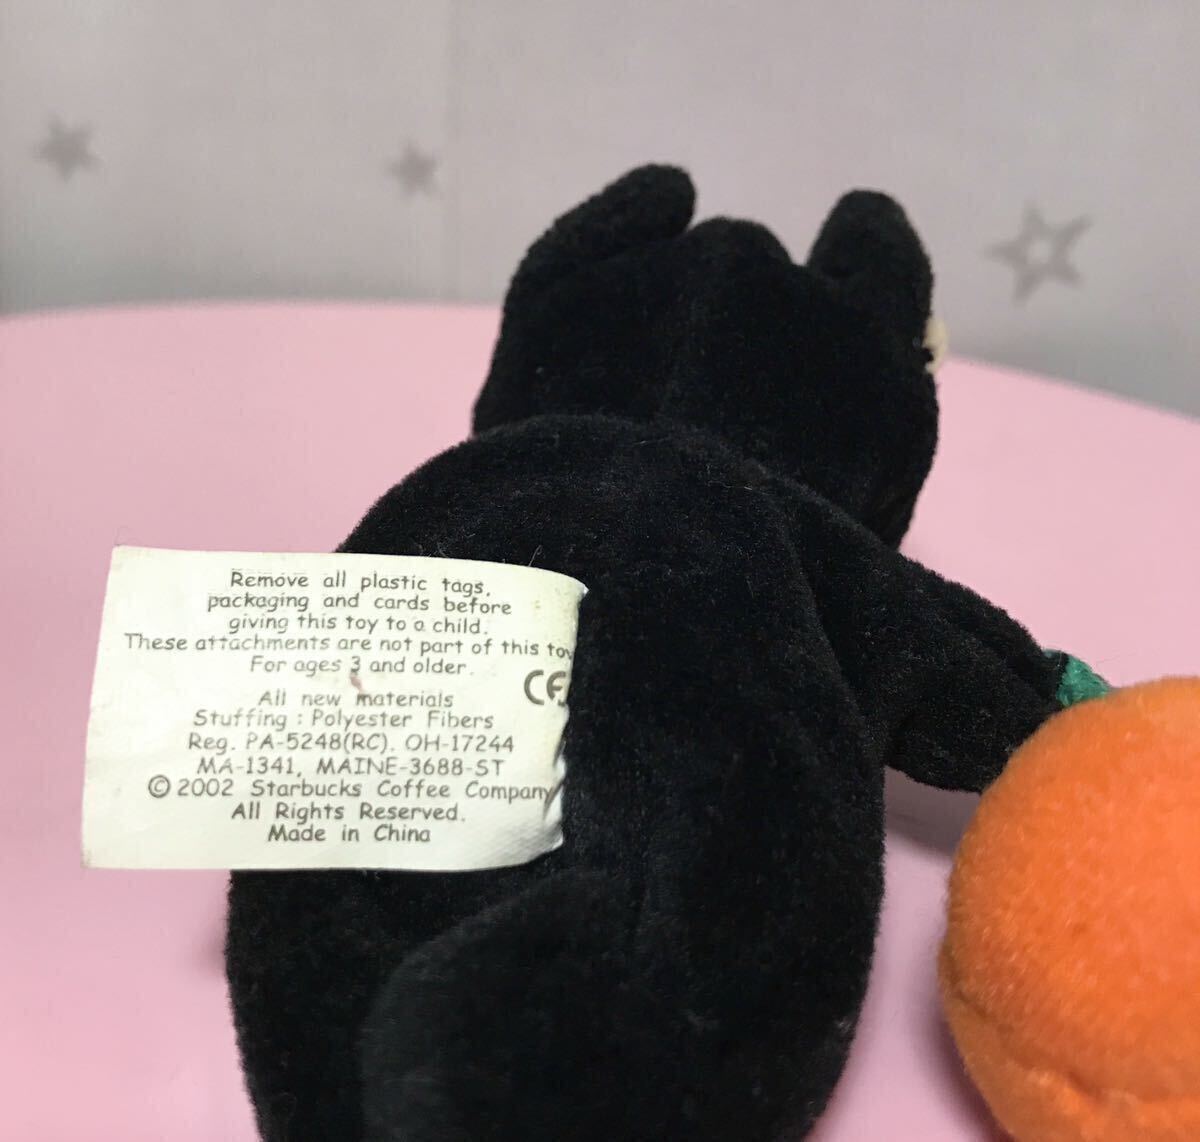 Remove all plastic tags,
packaging and cards before
giving this toy to a child.
These attachments are not part of this toy
For ages 3 and older.
CE
All new materials
Stuffing : Polyester Fibers
Reg. PA-5248(RC). OH-17244
MA-1341, MAINE-3688-ST
© 2002 Starbucks Coffee Company
All Rights Reserved.
Made in China